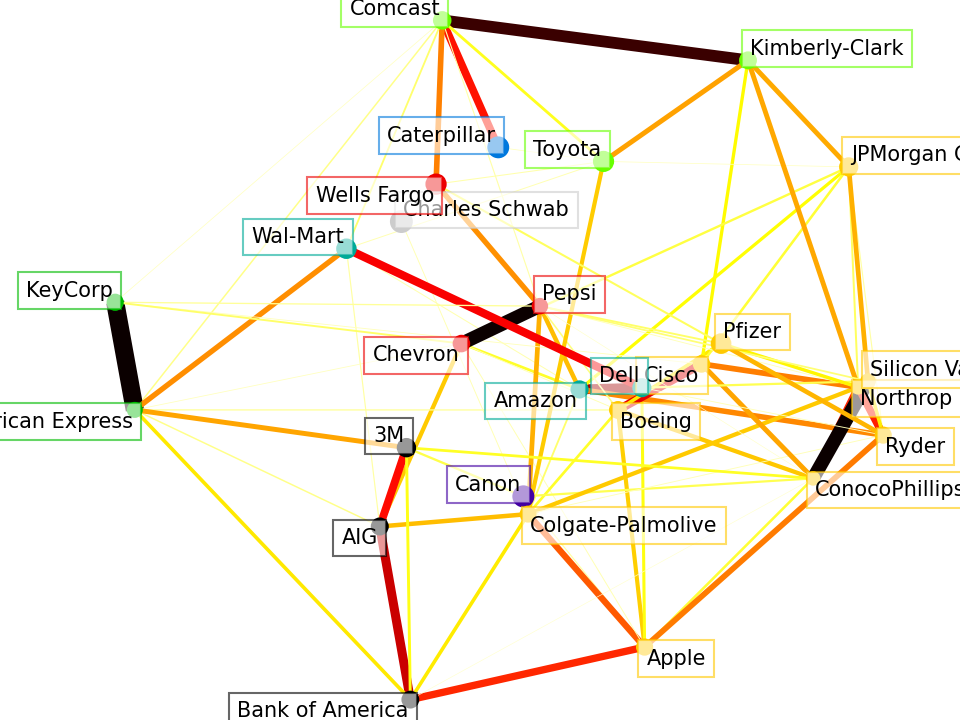 Comcast
Kimberly-Clark
Caterpillar
Toyota
JPMorgan
Wells Fargo
Charles Schwab
Wal-Mart
KeyCorp
Pepsi
Pfizer
Chevron
Silicon
Dell
Cisco
Amazon
Northrop
rican Express
Boeing
3M
Ryder
Canon
ConocoPhillips
Colgate-Palmolive
AIG
Apple
Bank of America